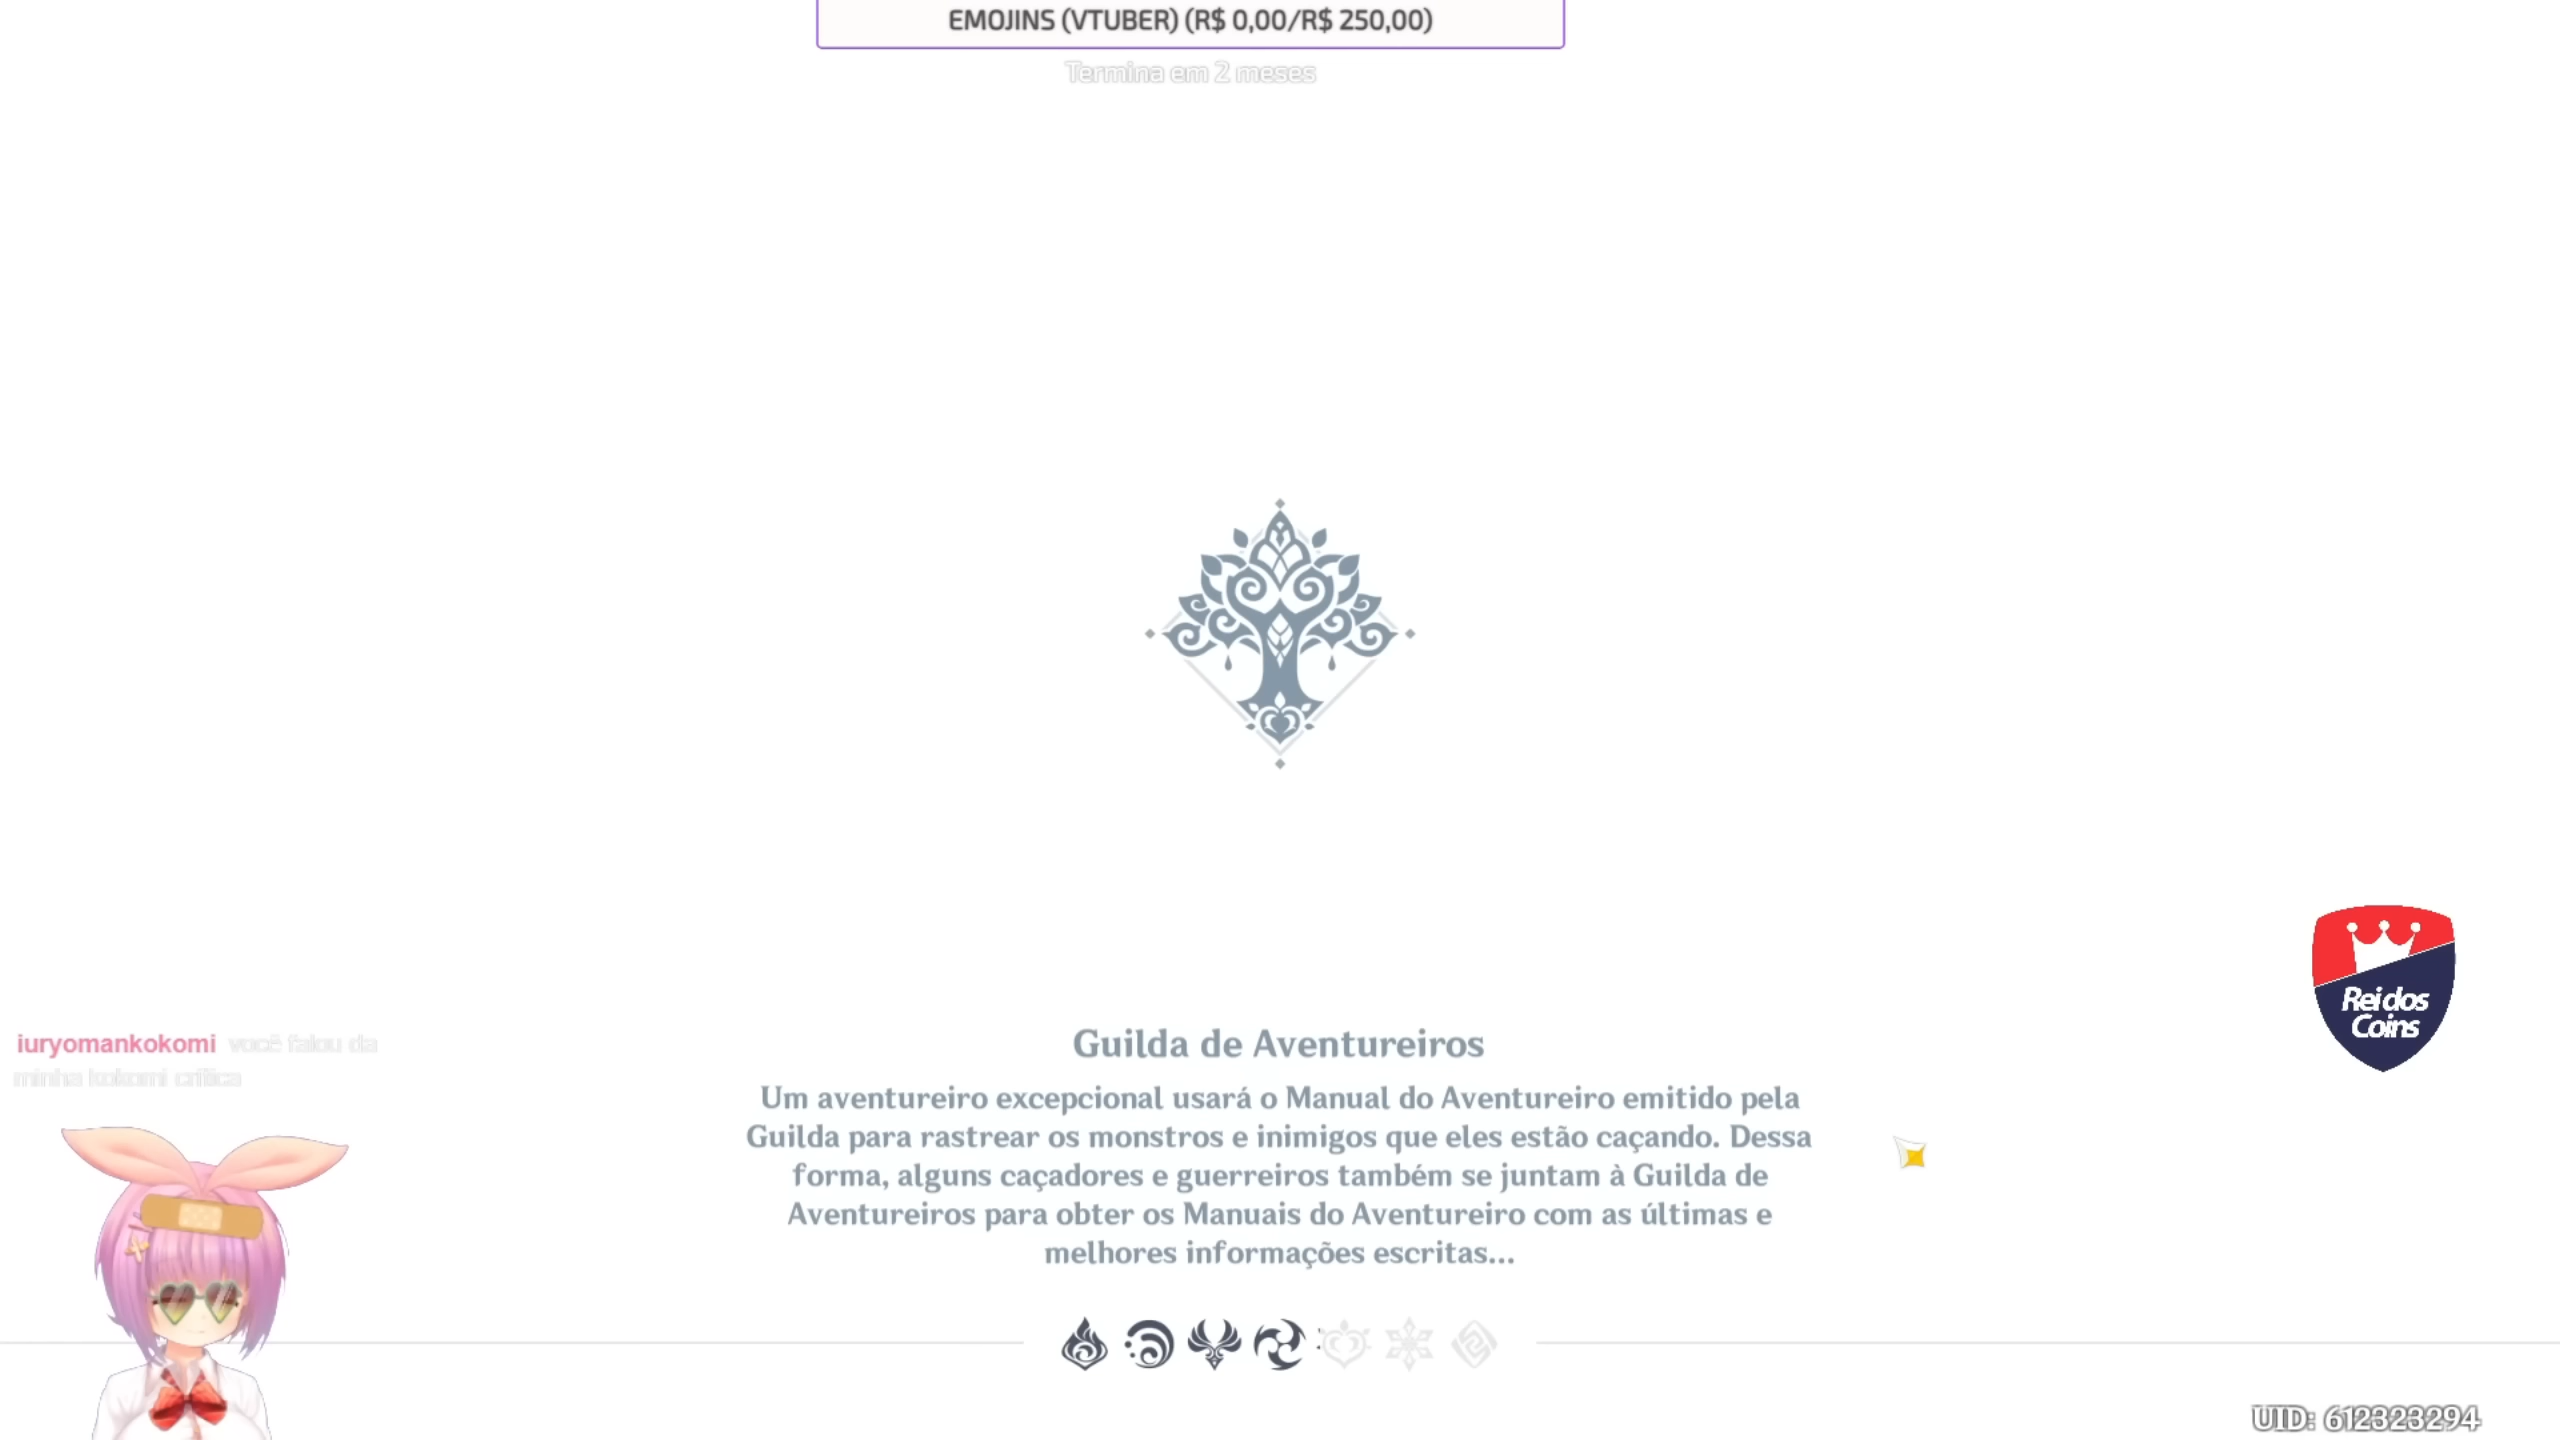 EMOJINS (VTUBER) (R$ 0,00/R$ 250,00)
Termina em 2 meses
Rei dos
Coins
iuryomankokomi você falou da
minha kokomi crítica
Guilda de Aventureiros
Um aventureiro excepcional usará o Manual do Aventureiro emitido pela
Guilda para rastrear os monstros e inimigos que eles estão caçando. Dessa
forma, alguns caçadores e guerreiros também se juntam à Guilda de
Aventureiros para obter os Manuais do Aventureiro com as últimas e
melhores informações escritas...
UID: 612323294